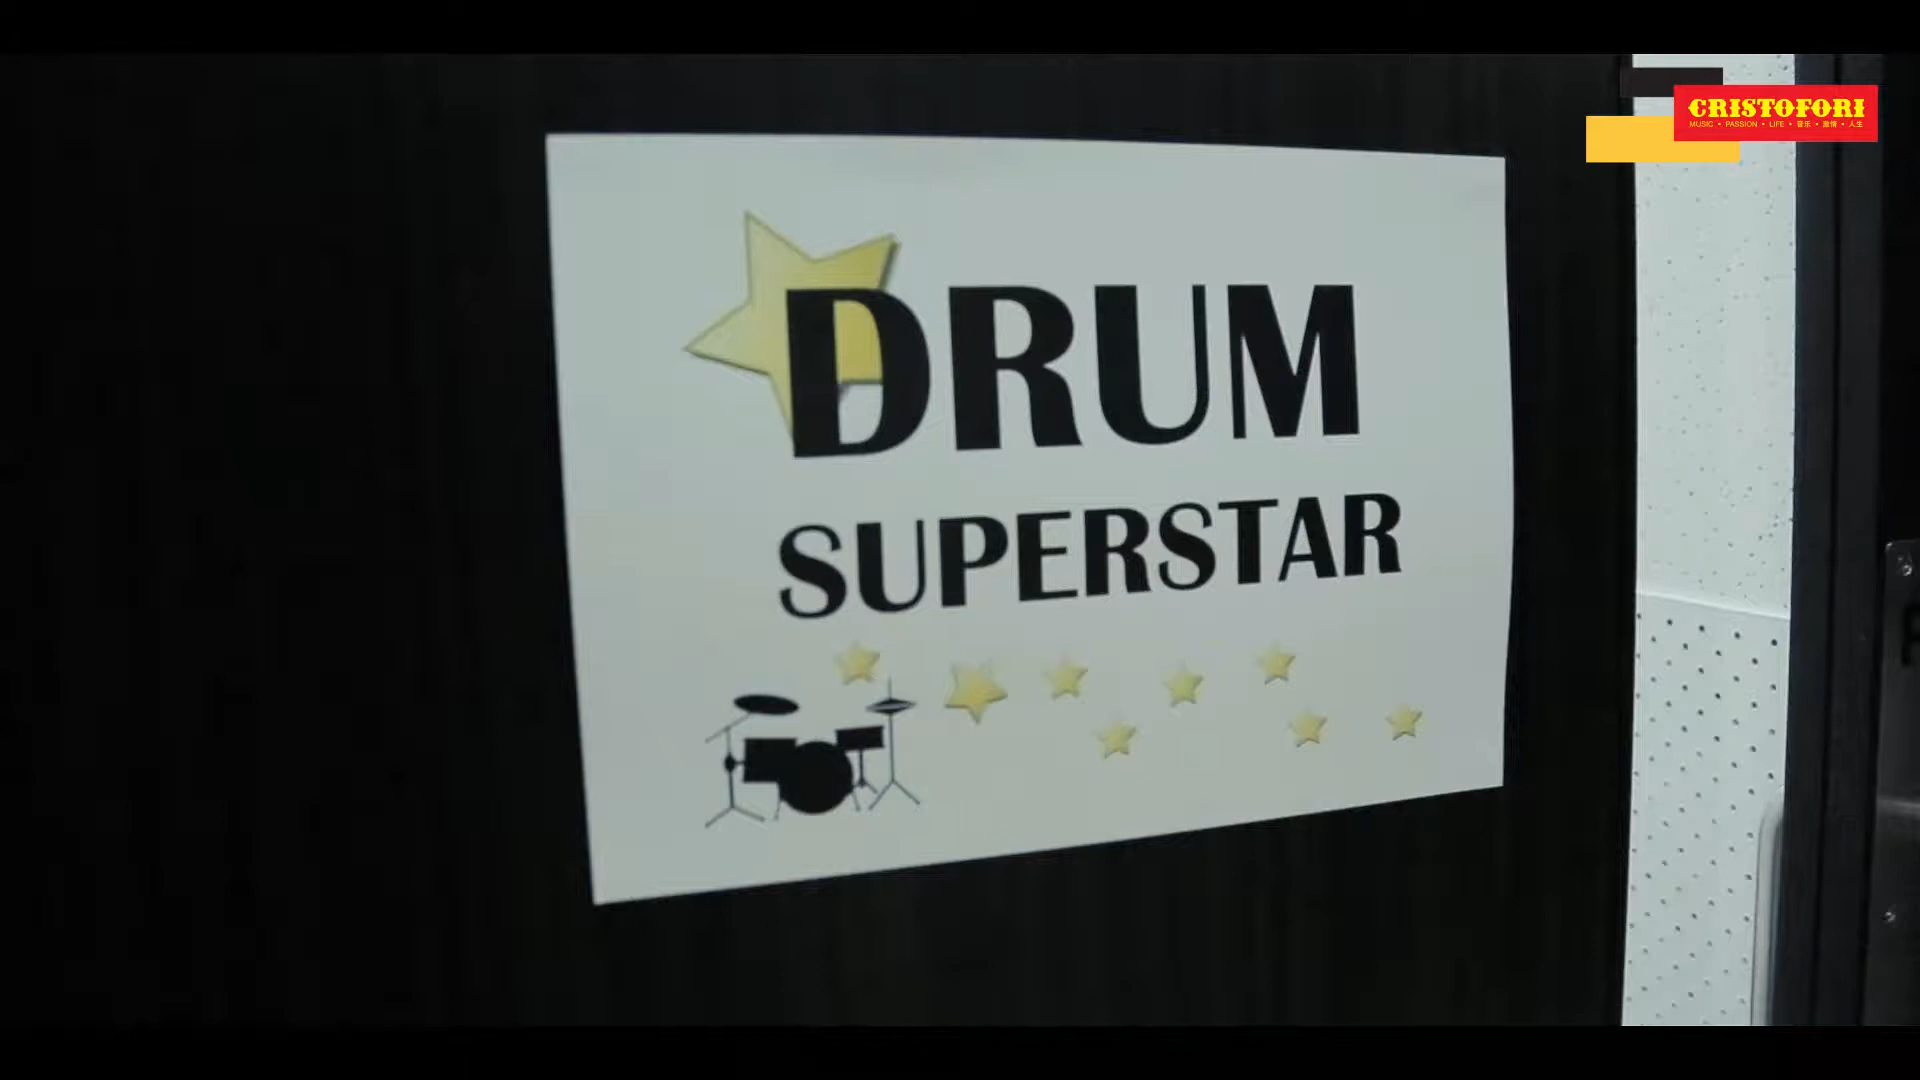 CRISTOFORI
MUSIC • PASSION • LIFE • 音乐 • 激情 • 人生
DRUM
SUPERSTAR